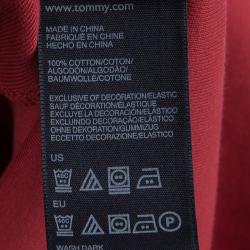 www.tommy.com
MADE IN CHINA
FABRIQUÉ EN CHINE
HECHO EN CHINA
100% COTTON/COTON/
ALGODÓN/ALGODÃO/
BAUMWOLLE/COTONE
EXCLUSIVE OF DECORATION/ELASTIC
SAUF DÉCORATION/ÉLASTIQUE
EXCLUYE LA DECORACIÓN/ELÁSTICO
EXCLUINDO DECORAÇÃO/ELÁSTICO
OHNE DEKORATION/GUMMIZUG
ECCETTO DECORAZIONE/ELASTICO
US
EU
P
WASH DARK